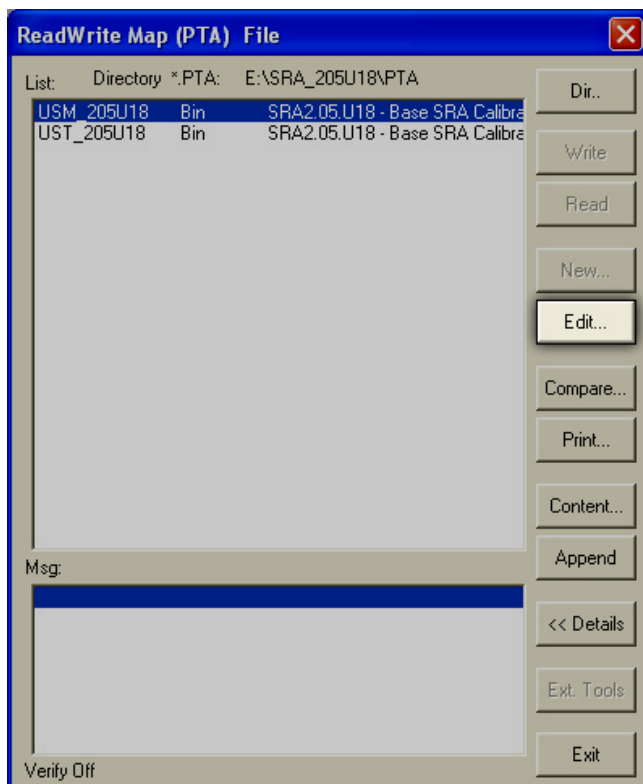 ReadWrite Map (PTA) File
List: Directory *.PTA: E:\SRA_205U18\PTA
USM_205U18 Bin SRA2.05.U18 - Base SRA Calibra
UST_205U18 Bin SRA2.05.U18 - Base SRA Calibra
Dir..
Write
Read
New...
Edit...
Compare...
Print...
Content...
Append
<< Details
Ext. Tools
Exit
Msg:
Verify Off